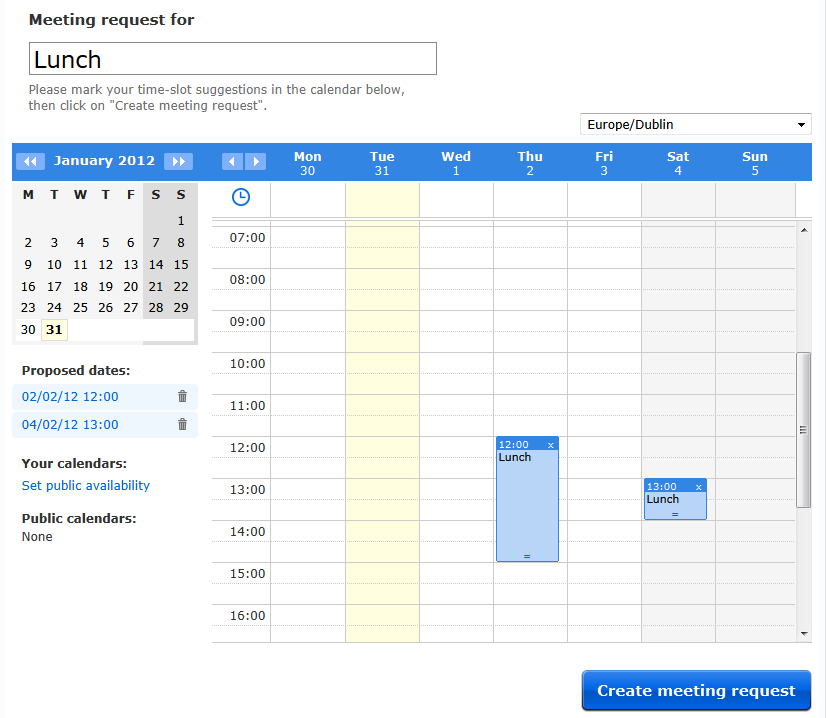 Meeting request for
Lunch
Please mark your time-slot suggestions in the calendar below,
then click on "Create meeting request".
Europe/Dublin
January 2012
Mon Tue Wed Thu Fri Sat Sun
30 31 1 2 3 4 5
M T W T F S S
1
2 3 4 5 6 7 8
9 10 11 12 13 14 15
16 17 18 19 20 21 22
23 24 25 26 27 28 29
30 31
Proposed dates:
02/02/12 12:00
04/02/12 13:00
Your calendars:
Set public availability
Public calendars:
None
07:00
08:00
09:00
10:00
11:00
12:00
13:00
14:00
15:00
16:00
12:00 x
Lunch
13:00 x
Lunch
Create meeting request